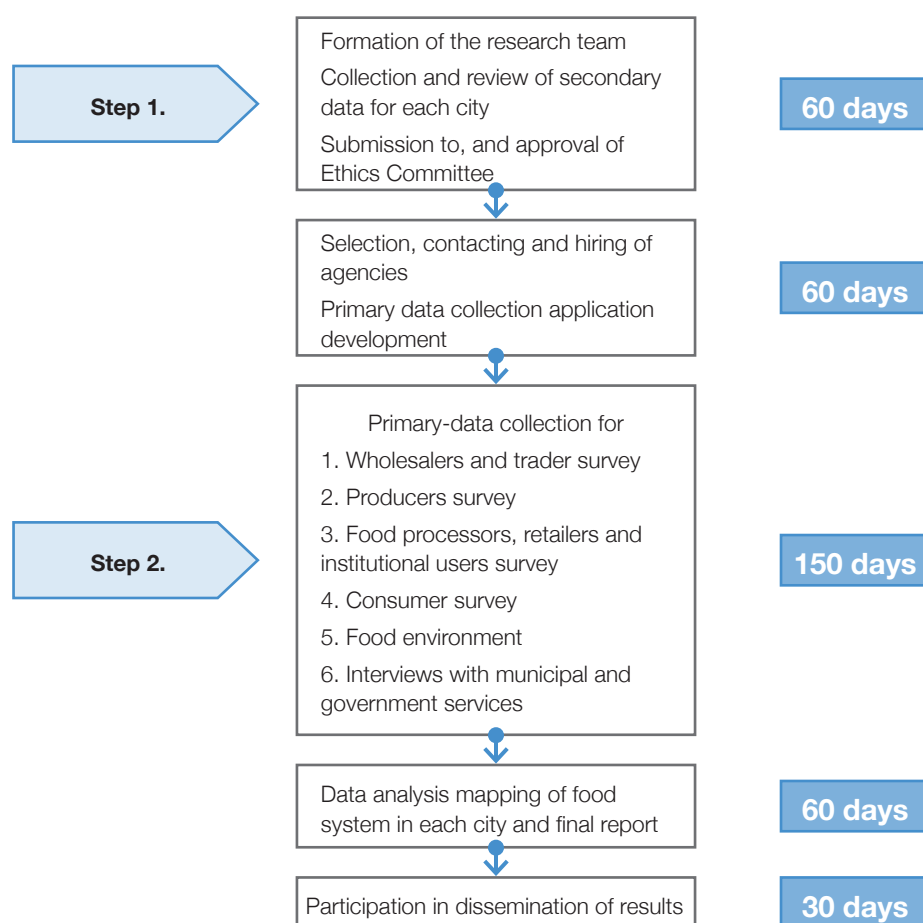 Formation of the research team
Collection and review of secondary
data for each city
Submission to, and approval of
Ethics Committee
Step 1.
60 days
Selection, contacting and hiring of
agencies
Primary data collection application
development
60 days
Primary-data collection for
1. Wholesalers and trader survey
2. Producers survey
3. Food processors, retailers and
institutional users survey
4. Consumer survey
5. Food environment
6. Interviews with municipal and
government services
Step 2.
150 days
Data analysis mapping of food
system in each city and final report
60 days
Participation in dissemination of results
30 days